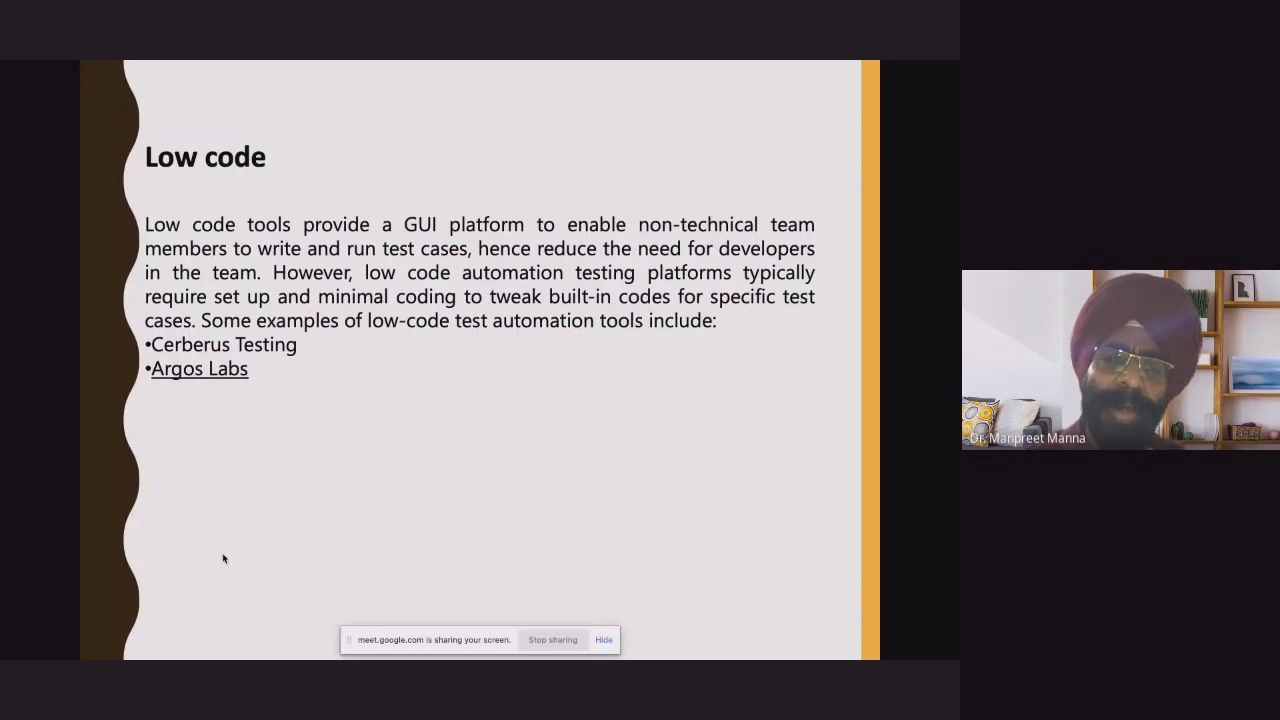 Low code
Low code tools provide a GUI platform to enable non-technical team
members to write and run test cases, hence reduce the need for developers
in the team. However, low code automation testing platforms typically
require set up and minimal coding to tweak built-in codes for specific test
cases. Some examples of low-code test automation tools include:
•Cerberus Testing
•Argos Labs
meet.google.com is sharing your screen.
Stop sharing
Hide
Dr. Manpreet Manna